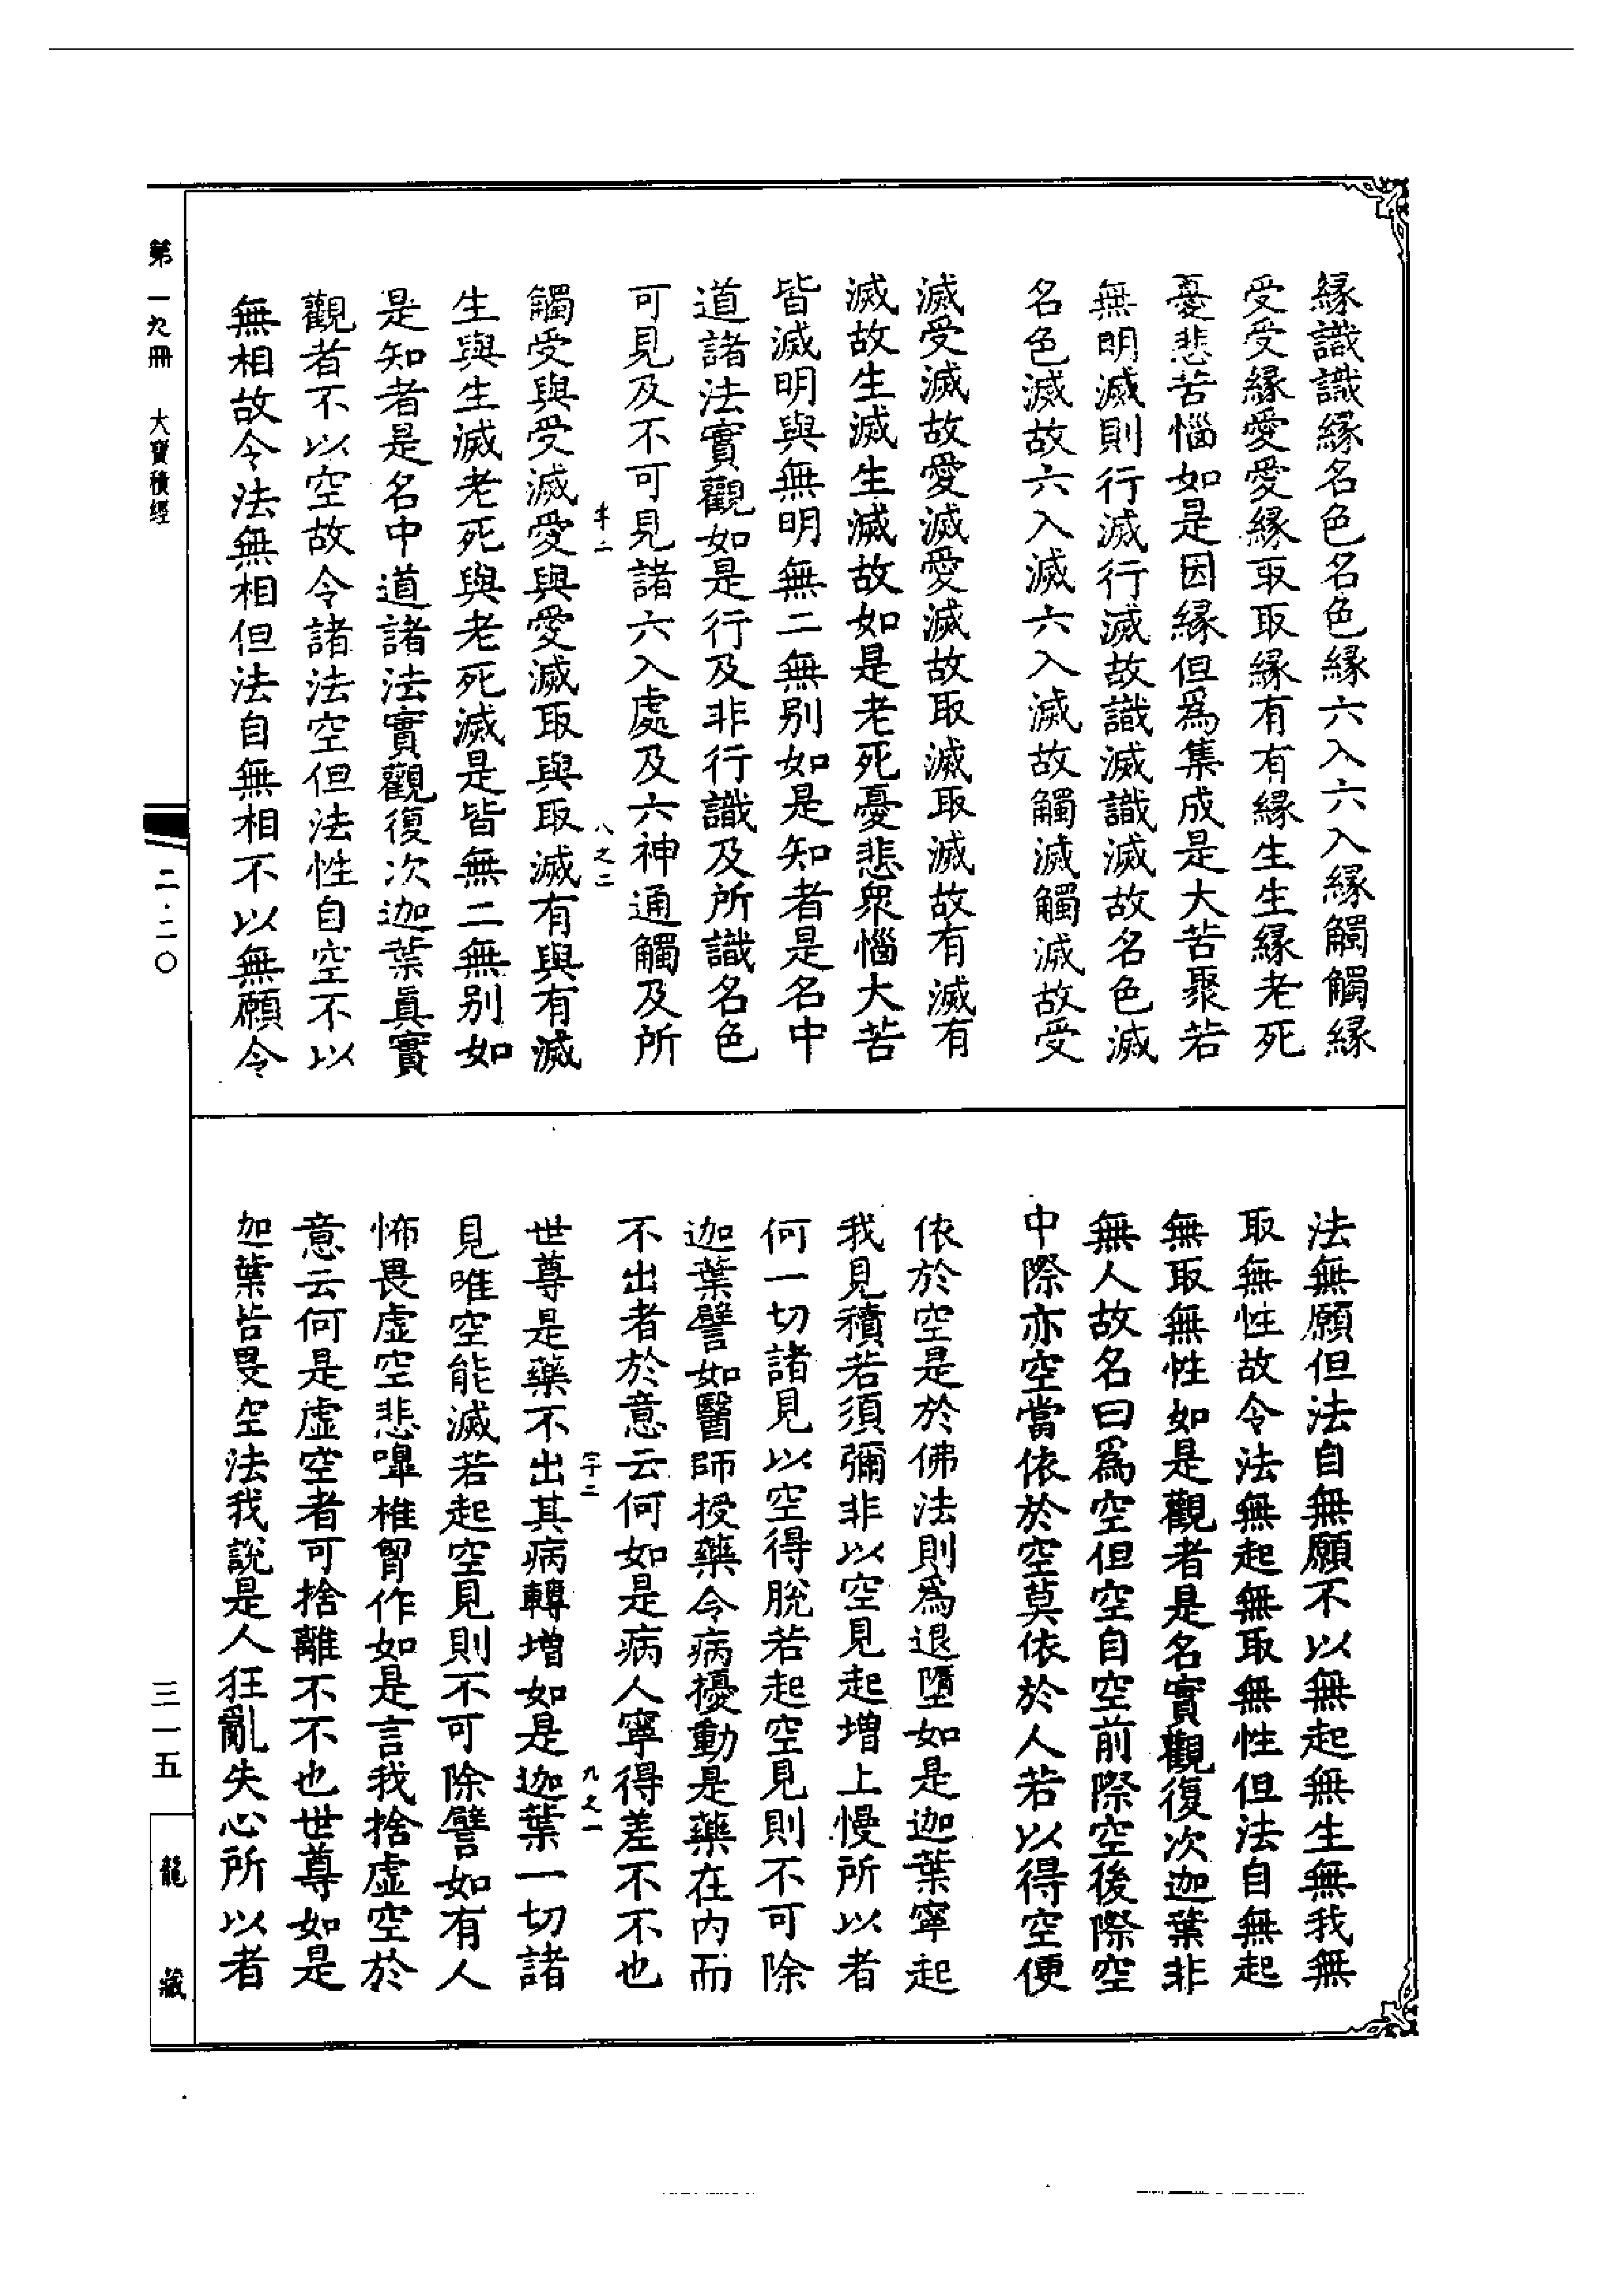 緣識識緣名色名色緣六入六入緣觸觸緣
受受緣愛愛緣取取緣有有緣生生緣老死
憂悲苦惱如是因緣但為集成是大苦聚若
無明滅則行滅行滅故識滅識滅故名色滅
名色滅故六入滅六入滅故觸滅觸滅故受
滅受滅故愛滅愛滅故取滅取滅故有滅有
滅故生滅生滅故如是老死憂悲眾惱大苦
皆滅明與無明無二無別如是知者是名中
道諸法實觀如是行及非行識及所識名色
可見及不可見諸六入處及六神通觸及所
觸受與受滅愛與愛滅取與取滅有與有滅
生與生滅老死與老死滅是皆無二無別如
是知者是名中道諸法實觀復次迦葉真實
觀者不以空故令諸法空但法性自空不以
無相故令法無相但法自無相不以無願令
法無願但法自無願不以無起無生無我無
取無性故令法無起無取無性但法自無起
無取無性如是觀者是名實觀復次迦葉非
無人故名曰為空但空自空前際空後際空
中際亦空當依於空莫依於人若以得空便
依於空是於佛法則為退墮如是迦葉寧起
我見積若須彌非以空見起增上慢所以者
何一切諸見以空得脫若起空見則不可除
迦葉譬如醫師授藥令病擾動是藥在內而
不出者於意云何如是病人寧得差不不也
世尊是藥不出其病轉增如是迦葉一切諸
見唯空能滅若起空見則不可除譬如有人
怖畏虛空悲嘷椎胷作如是言我捨虛空於
意云何是虛空者可捨離不不也世尊如是
迦葉若畏空法我說是人狂亂失心所以者
第一九冊 大寶積經
二·二〇
三一五
龍藏
八之二
九之一